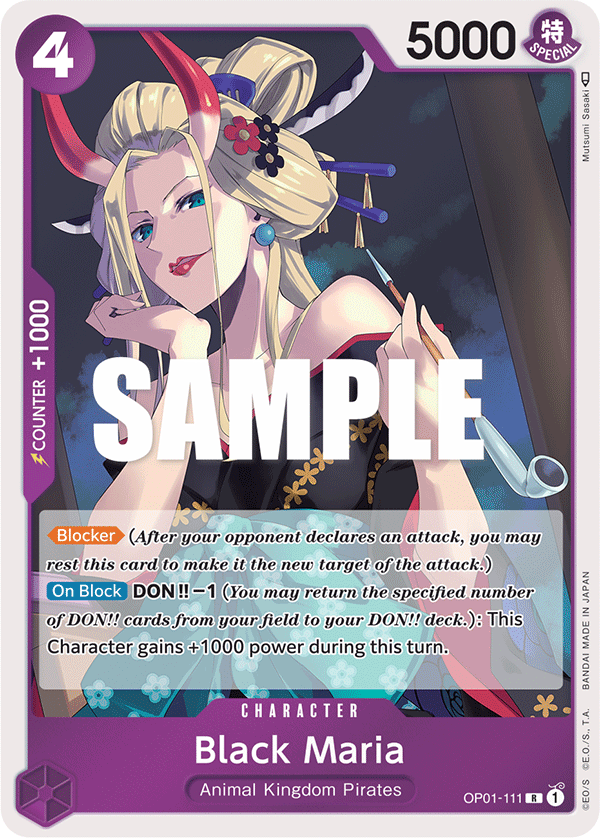 4
5000
特
SPECIAL
Mutsumi Sasaki
COUNTER +1000
SAMPLE
Blocker (After your opponent declares an attack, you may
rest this card to make it the new target of the attack.)
On Block DON!! −1 (You may return the specified number
of DON!! cards from your field to your DON!! deck.): This
Character gains +1000 power during this turn.
CHARACTER
Black Maria
Animal Kingdom Pirates
OP01-111 R 1
©E.O/S ©E.O./S., T.A. BANDAI MADE IN JAPAN